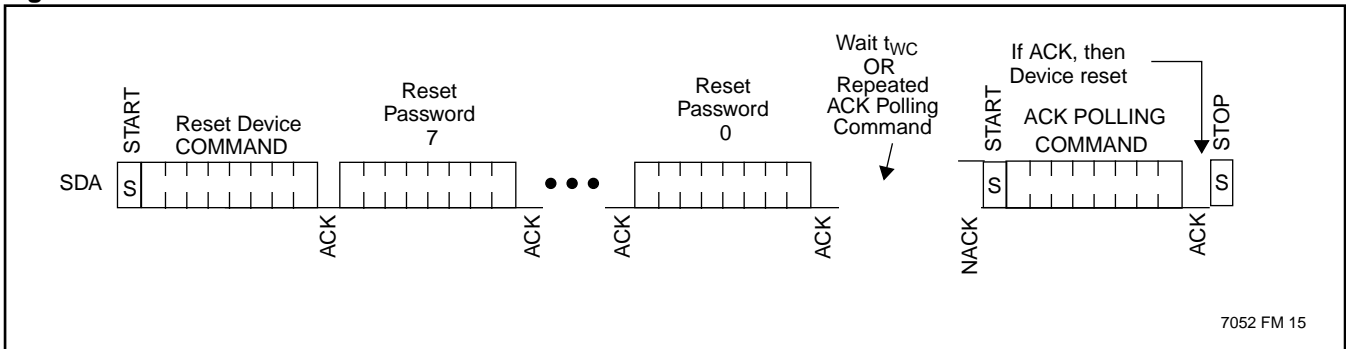 START
Reset Device
COMMAND
Reset
Password
7
Reset
Password
0
Wait tWC
OR
Repeated
ACK Polling
Command
If ACK, then
Device reset
START
ACK POLLING
COMMAND
STOP
SDA
S
S
S
ACK
ACK
ACK
ACK
NACK
ACK
7052 FM 15